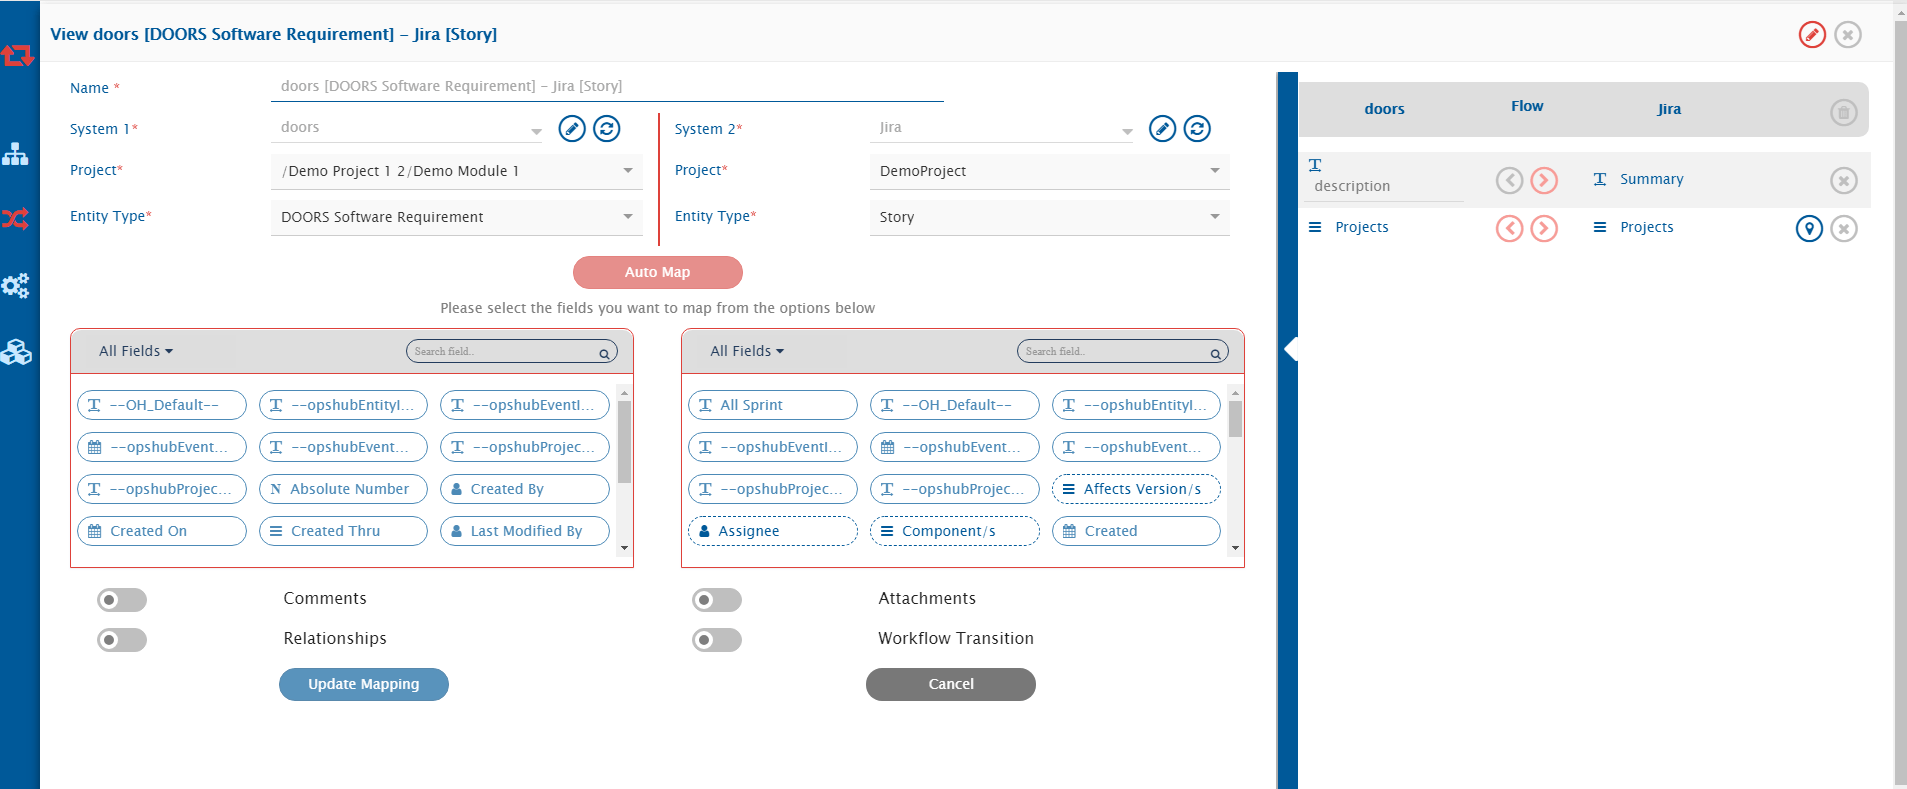 View doors [DOORS Software Requirement] - Jira [Story]
Name *
doors [DOORS Software Requirement] - Jira [Story]
System 1*
doors
System 2*
Jira
Project*
/Demo Project 1 2/Demo Module 1
Project*
DemoProject
Entity Type*
DOORS Software Requirement
Entity Type*
Story
Auto Map
Please select the fields you want to map from the options below
All Fields
Search field..
--OH_Default--
--opshubEntityI...
--opshubEventI...
--opshubEvent...
--opshubEvent...
--opshubProjec...
--opshubProjec...
N Absolute Number
Created By
Created On
Created Thru
Last Modified By
All Fields
Search field..
All Sprint
--OH_Default--
--opshubEntityI...
--opshubEventI...
--opshubEvent...
--opshubEvent...
--opshubProjec...
--opshubProjec...
Affects Version/s
Assignee
Component/s
Created
Comments
Attachments
Relationships
Workflow Transition
Update Mapping
Cancel
doors
Flow
Jira
description
Summary
Projects
Projects